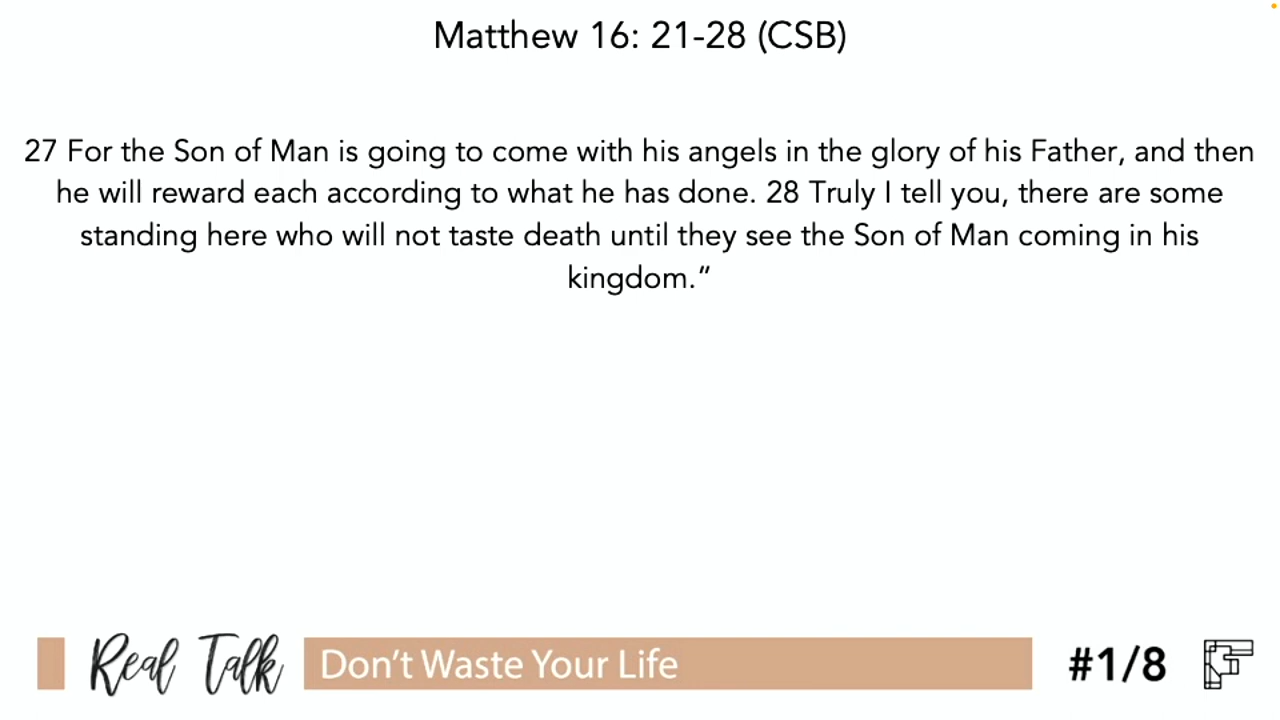 Matthew 16: 21-28 (CSB)
27 For the Son of Man is going to come with his angels in the glory of his Father, and then
he will reward each according to what he has done. 28 Truly I tell you, there are some
standing here who will not taste death until they see the Son of Man coming in his
kingdom.”
Real Talk Don’t Waste Your Life #1/8